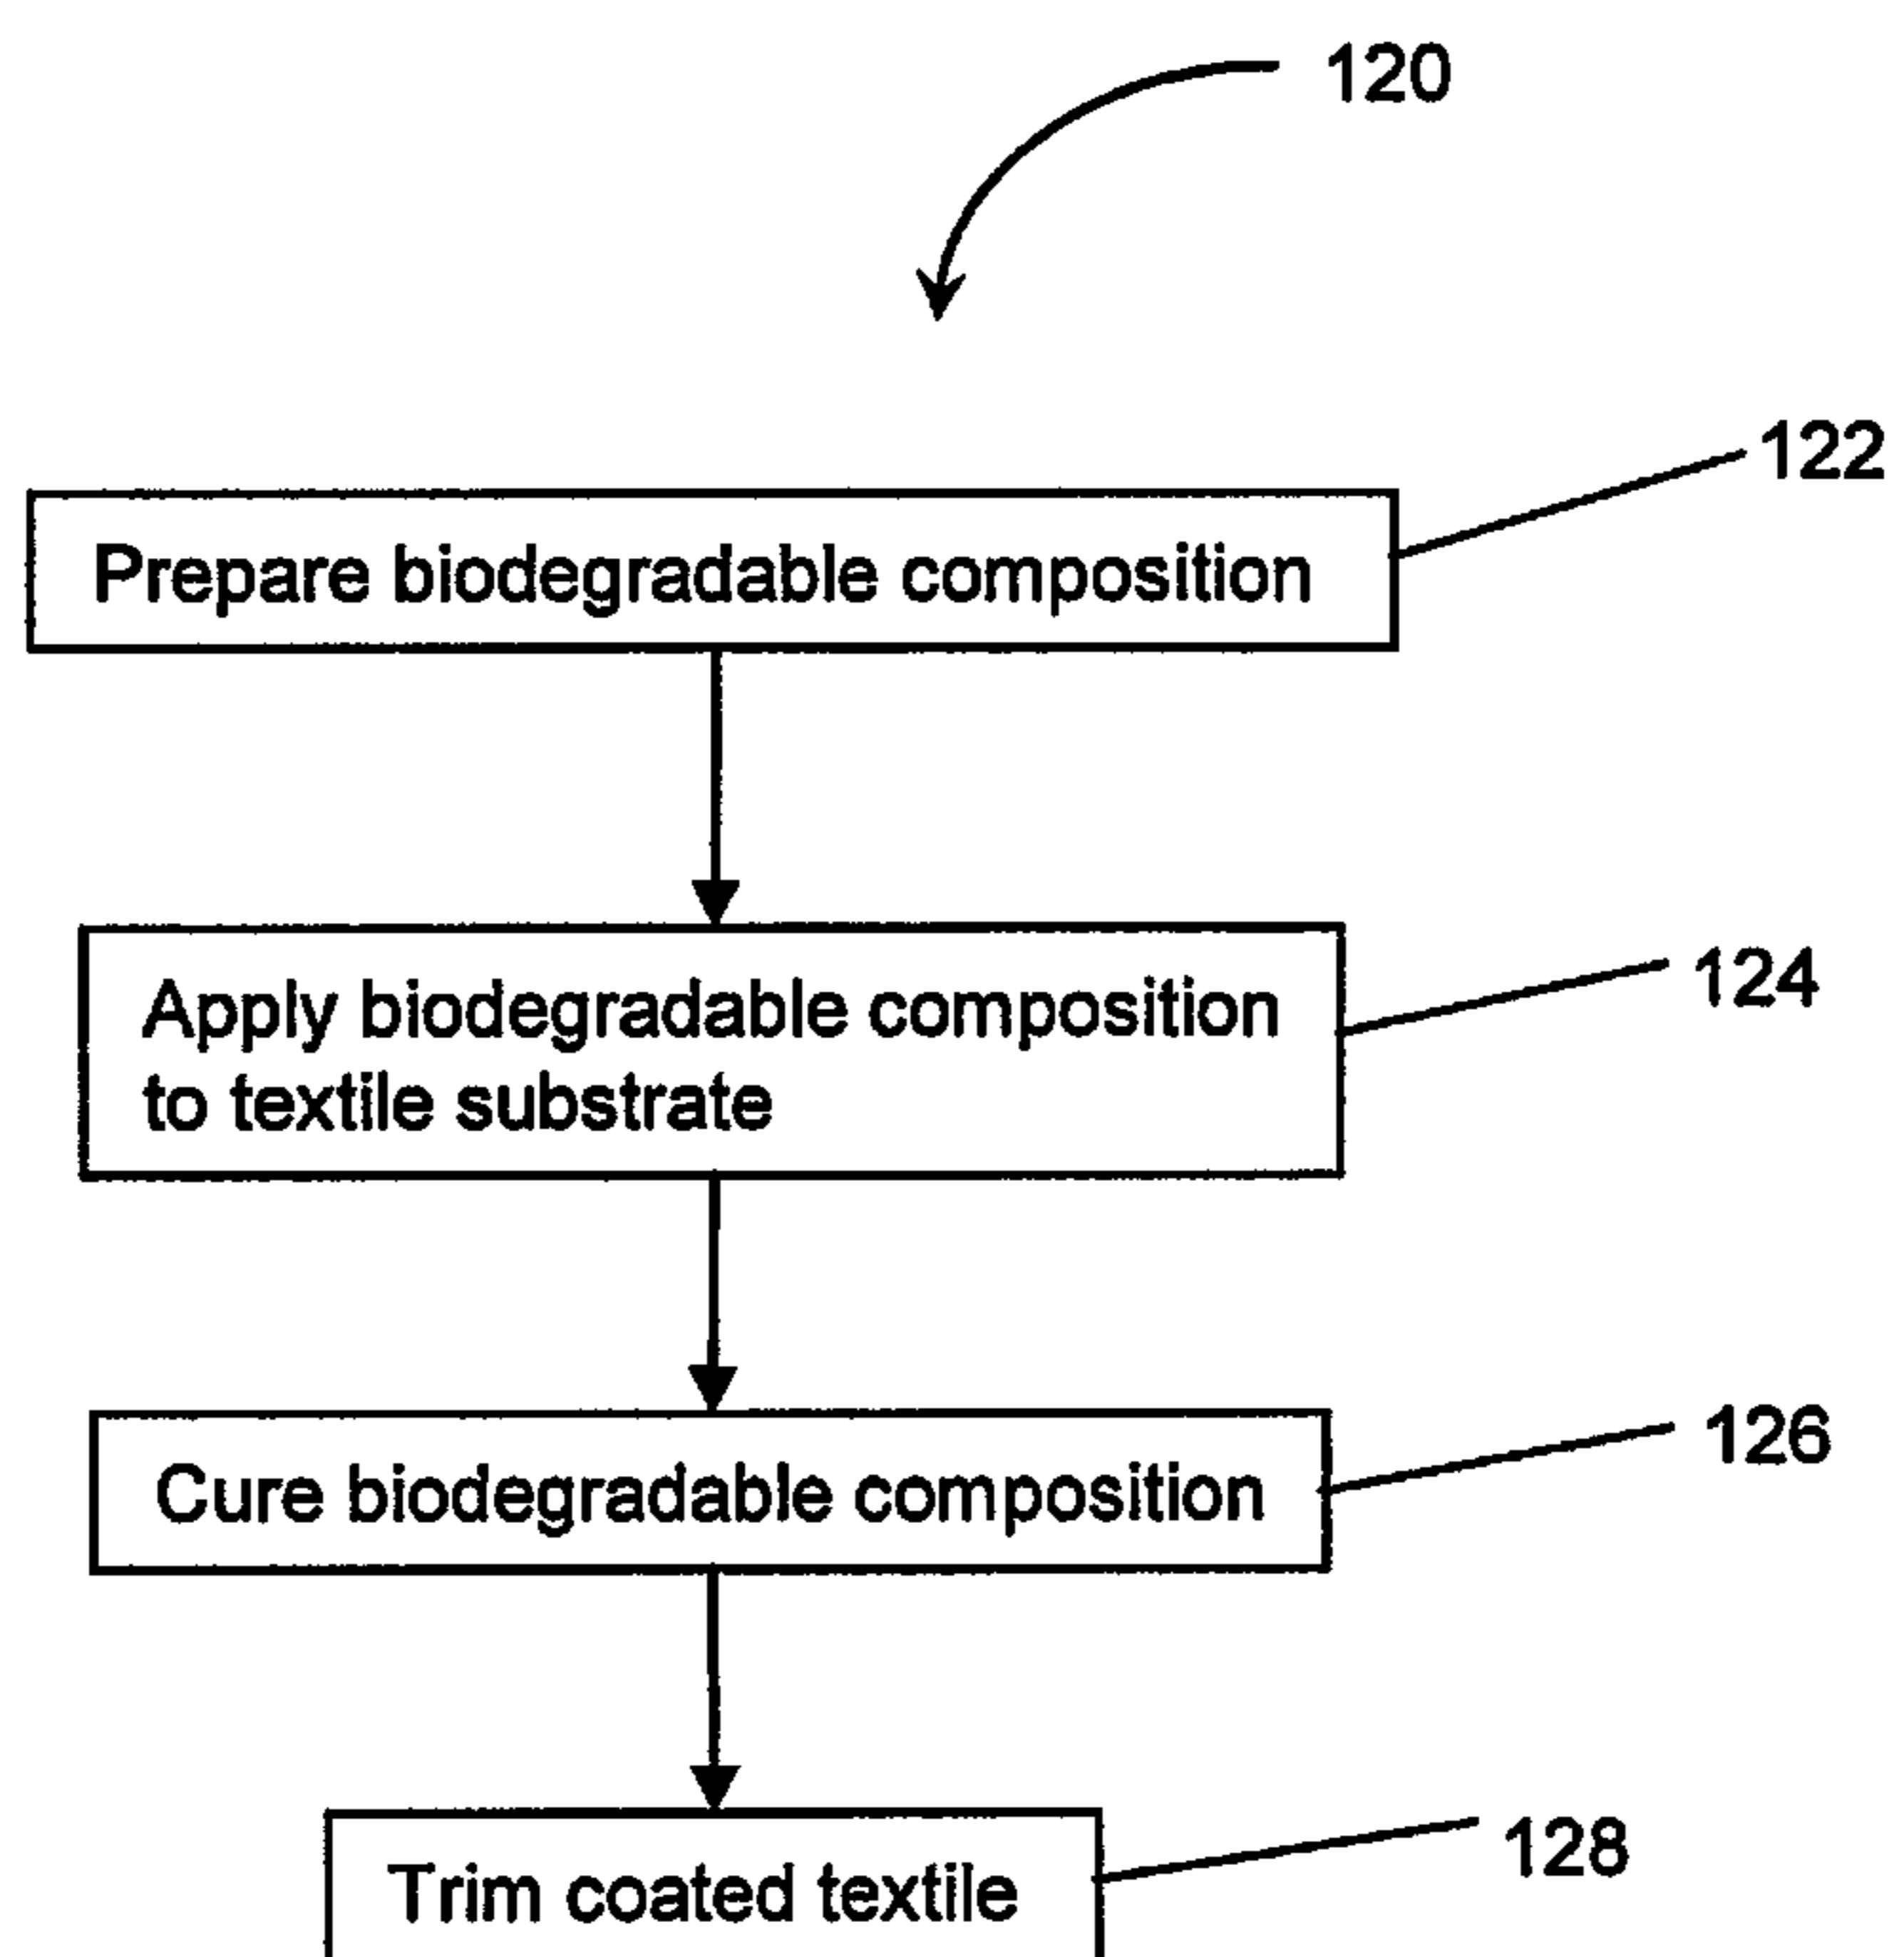 120
122
Prepare biodegradable composition
124
Apply biodegradable composition
to textile substrate
126
Cure biodegradable composition
128
Trim coated textile